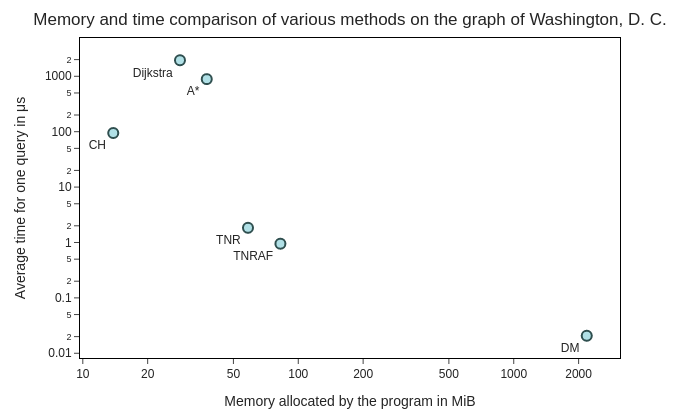 Memory and time comparison of various methods on the graph of Washington, D. C.
Average time for one query in µs
2
1000
5
2
100
5
2
10
5
2
1
5
2
0.1
5
2
0.01
Dijkstra
A*
CH
TNR
TNRAF
DM
10 20 50 100 200 500 1000 2000
Memory allocated by the program in MiB